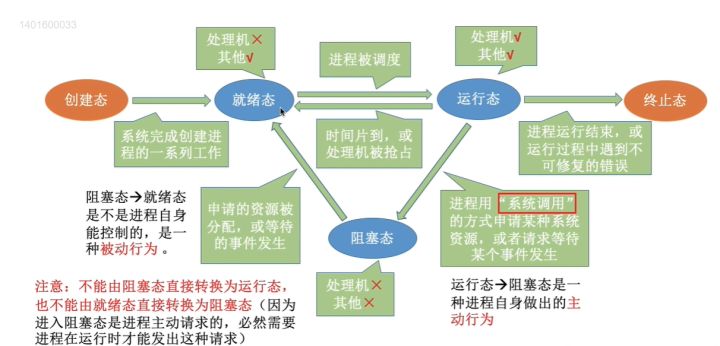 1401600033
处理机×
其他√
处理机√
其他√
进程被调度
创建态
就绪态
运行态
终止态
系统完成创建进
程的一系列工作
时间片到，或
处理机被抢占
进程运行结束，或
运行过程中遇到不
可修复的错误
阻塞态→就绪态
是不是进程自身
能控制的，是一
种被动行为。
申请的资源被
分配，或等待
的事件发生
进程用“系统调用”
的方式申请某种系统
资源，或者请求等待
某个事件发生
阻塞态
处理机×
其他×
注意：不能由阻塞态直接转换为运行态，
也不能由就绪态直接转换为阻塞态（因为
进入阻塞态是进程主动请求的，必然需要
进程在运行时才能发出这种请求）
运行态→阻塞态是一
种进程自身做出的主
动行为